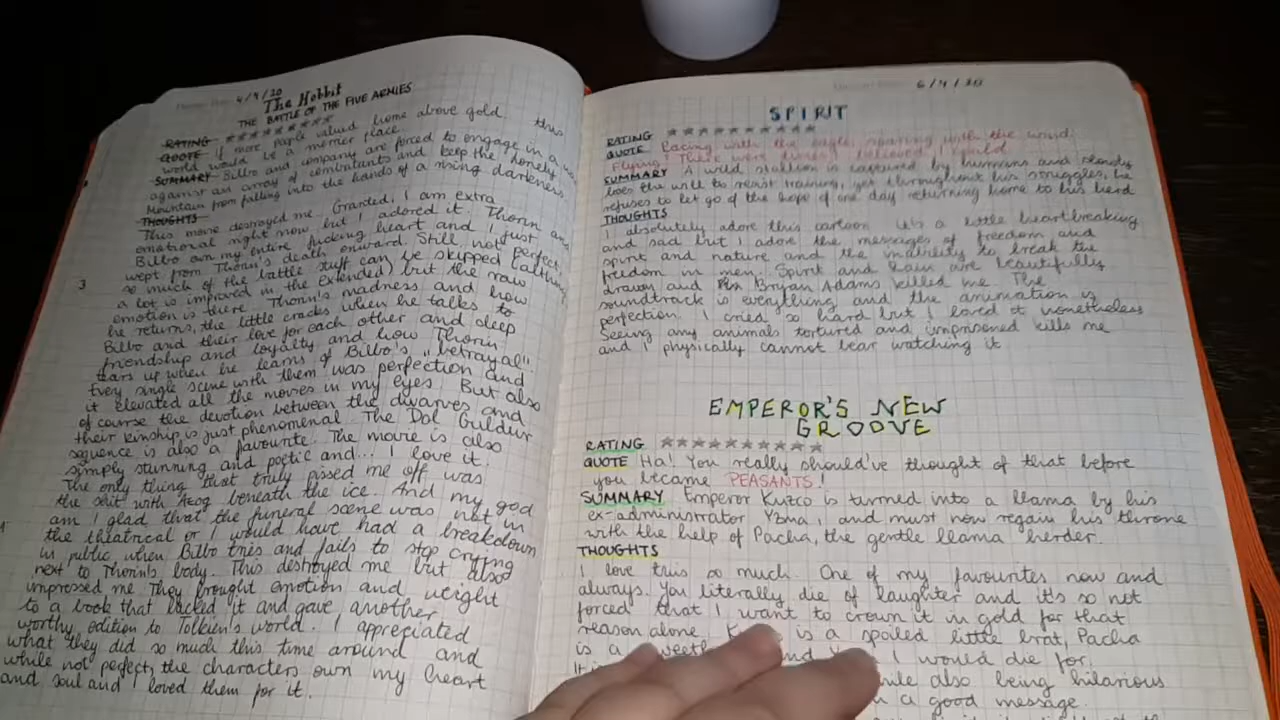 4/4/20
The Hobbit
THE BATTLE OF THE FIVE ARMIES
RATING ★★★★★★★★★
QUOTE If more people valued home above gold, this
world would be a merrier place.
SUMMARY Bilbo and company are forced to engage in a
against an array of combatants and keep the lonely
Mountain from falling into the hands of a rising darkness.
THOUGHTS
This movie destroyed me. Granted, I am extra
emotional right now but I adored it. Thorin and
Bilbo own my entire fucking heart and I just
wept from Thorin's death onward. Still not perfect,
so much of the battle stuff can be skipped (although
a lot is improved in the Extended) but the raw
emotion is there. Thorin's madness and how
he returns, the little cracks when he talks to
Bilbo and their love for each other and deep
friendship and loyalty and how Thorin
tears up when he learns of Bilbo's „betrayal".
Every single scene with them was perfection and
it elevated all the movies in my eyes. But also
of course the devotion between the dwarves and
their kinship is just phenomenal. The Dol Guldur
sequence is also a favourite. The movie is also
simply stunning and poetic and... I love it.
The only thing that truly pissed me off was
the shit with Azog beneath the ice. And my god
am I glad that the funeral scene was not in
the theatrical or I would have had a breakdown
in public when Bilbo tries and fails to stop crying
next to Thorin's body. This destroyed me but also
impressed me. They brought emotion and weight
to a book that lacked it and gave another
worthy edition to Tolkien's world. I appreciated
what they did so much this time around and
while not perfect, the characters own my heart
and soul and I loved them for it.
6/4/20
SPIRIT
RATING ★★★★★★★★★★
QUOTE Racing with the eagle, soaring with the wind.
Flying? There were times I believed I could.
SUMMARY A wild stallion is captured by humans and slowly
loses the will to resist training, yet throughout his struggles, he
refuses to let go of the hope of one day returning home to his herd
THOUGHTS
I absolutely adore this cartoon. It's a little heartbreaking
and sad but I adore the messages of freedom and
spirit and nature and the inability to break the
freedom in men. Spirit and Rain are beautifully
drawn and Bryan Adams killed me. The
soundtrack is everything and the animation is
perfection. I cried so hard but I loved it nonetheless
Seeing any animals tortured and imprisoned kills me
and I physically cannot bear watching it
EMPEROR'S NEW
GROOVE
RATING ★★★★★★★★★★
QUOTE Ha! You really should've thought of that before
you became PEASANTS!
SUMMARY Emperor Kuzco is turned into a llama by his
ex-administrator Yzma, and must now regain his throne
with the help of Pacha, the gentle llama herder.
THOUGHTS
I love this so much. One of my favourites now and
always. You literally die of laughter and it's so not
forced that I want to crown it in gold for that
reason alone. is a spoiled little brat, Pacha
is a I would die for.
also being hilarious
a good message.